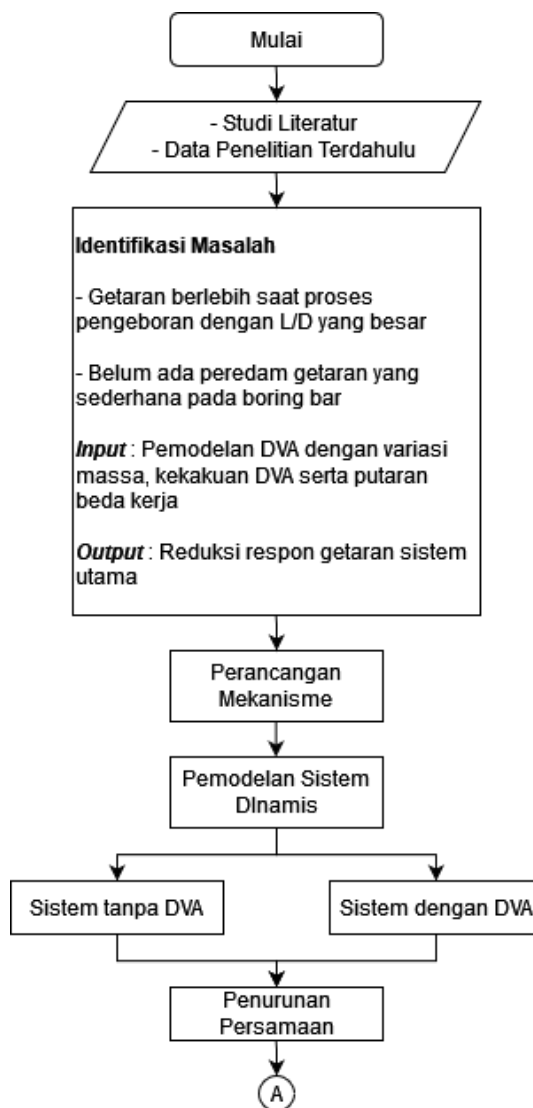 Mulai
- Studi Literatur
- Data Penelitian Terdahulu
Identifikasi Masalah
- Getaran berlebih saat proses
pengeboran dengan L/D yang besar
- Belum ada peredam getaran yang
sederhana pada boring bar
Input : Pemodelan DVA dengan variasi
massa, kekakuan DVA serta putaran
beda kerja
Output : Reduksi respon getaran sistem
utama
Perancangan
Mekanisme
Pemodelan Sistem
DInamis
Sistem tanpa DVA
Sistem dengan DVA
Penurunan
Persamaan
A